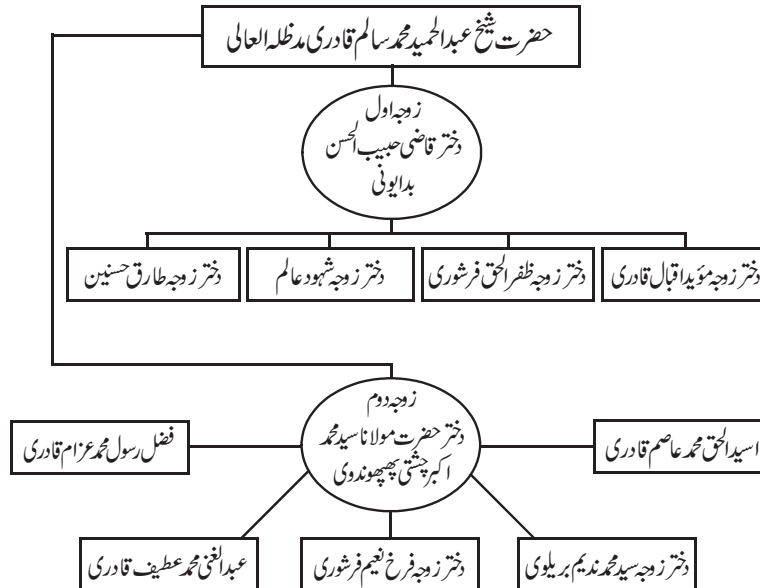 حضرت شیخ عبدالحمید محمد سالم قادری مدظلہ العالی
زوجہ اول
دختر قاضی حبیب الحسن
بدایونی
دختر زوجہ مؤید اقبال قادری
دختر زوجہ ظفر الحق فرشوری
دختر زوجہ شہود عالم
دختر زوجہ طارق حسنین
زوجہ دوم
دختر حضرت مولانا سید محمد
اکبر چشتی پھپھوندوی
اسید الحق محمد عاصم قادری
فضل رسول محمد عزام قادری
دختر زوجہ سید محمد ندیم بریلوی
دختر زوجہ فرخ نعیم فرشوری
عبدالغنی محمد عطیف قادری